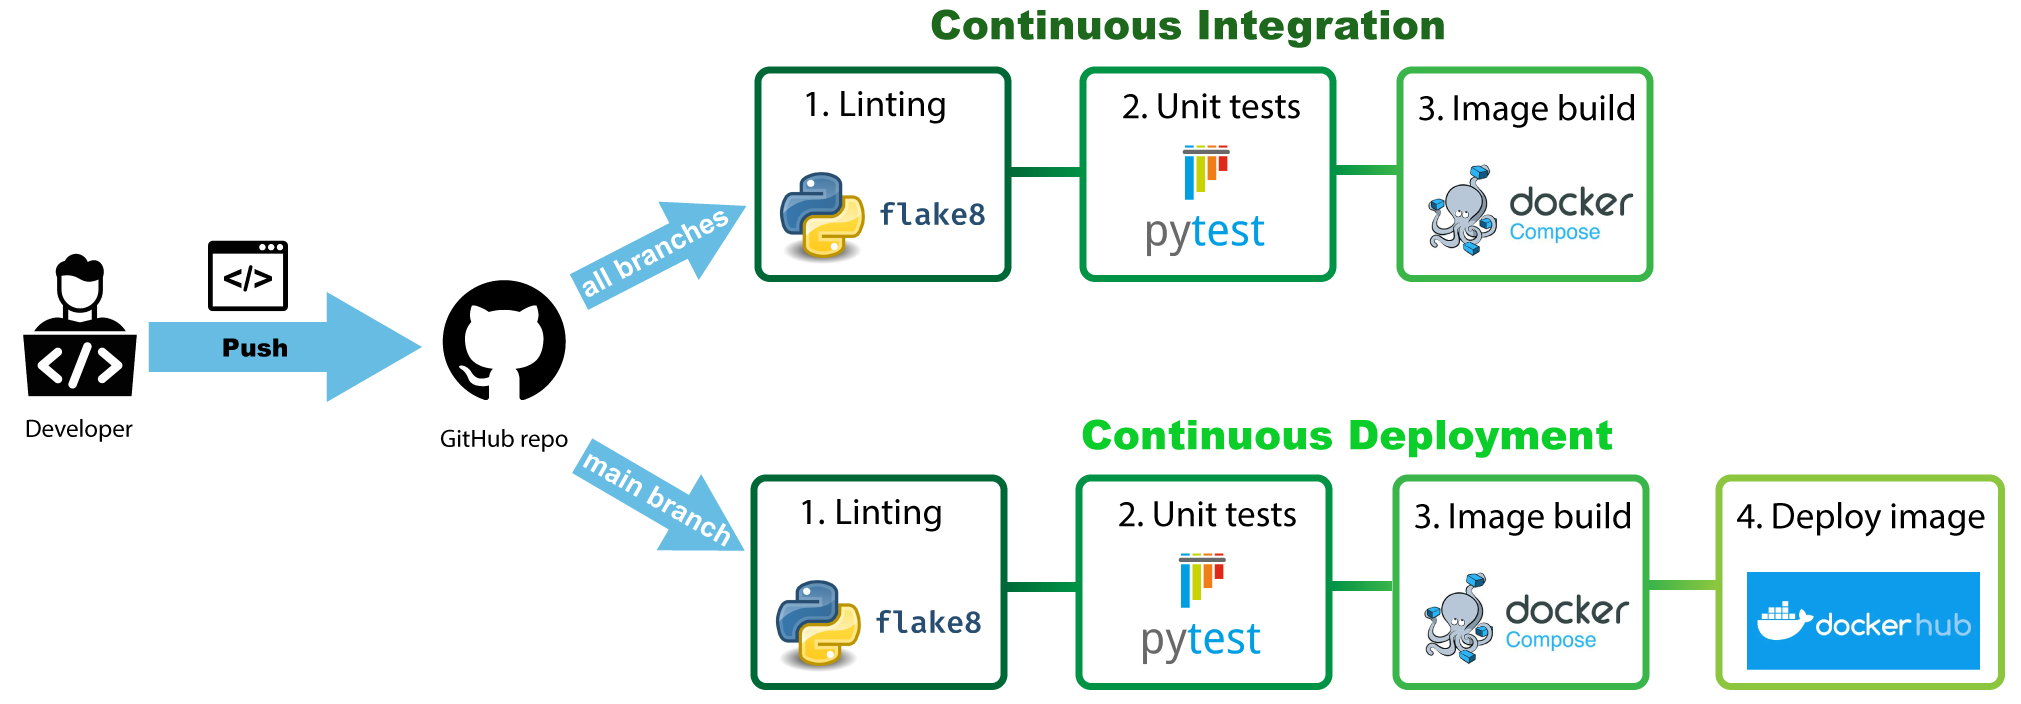 Continuous Integration
1. Linting
flake8
2. Unit tests
pytest
3. Image build
docker
Compose
all branches
</>
Push
</>
Developer
GitHub repo
main branch
Continuous Deployment
1. Linting
flake8
2. Unit tests
pytest
3. Image build
docker
Compose
4. Deploy image
dockerhub